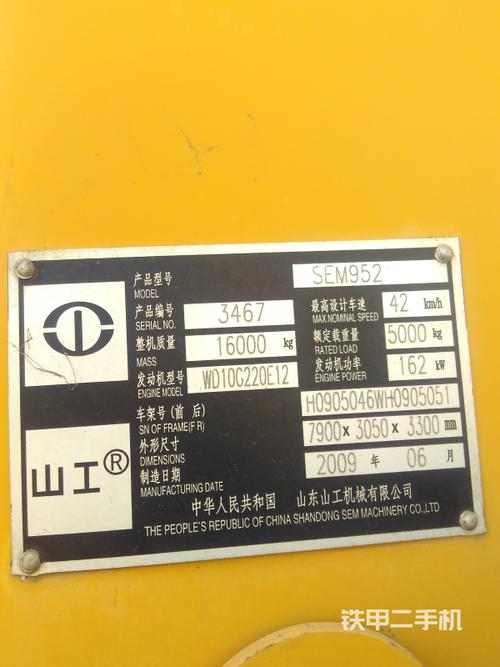 产品型号 SEM952
MODEL
产品编号 3467 最高设计车速 42 km/h
SERIAL NO. MAX.NOMINAL SPEED
整机质量 16000 kg 额定载重量 5000 kg
MASS RATED LOAD
发动机型号 WD10G220E12 发动机功率 162 kW
ENGINE MODEL ENGINE POWER
车架号(前 后) H0905046WH0905051
SN OF FRAME(F R)
外形尺寸 7900 x 3050 x 3300 mm
DIMENSIONS
制造日期 2009 年 06 月
MANUFACTURING DATE
山工®
中华人民共和国 山东山工机械有限公司
THE PEOPLE'S REPUBLIC OF CHINA SHANDONG SEM MACHINERY CO.,LTD
铁甲二手机